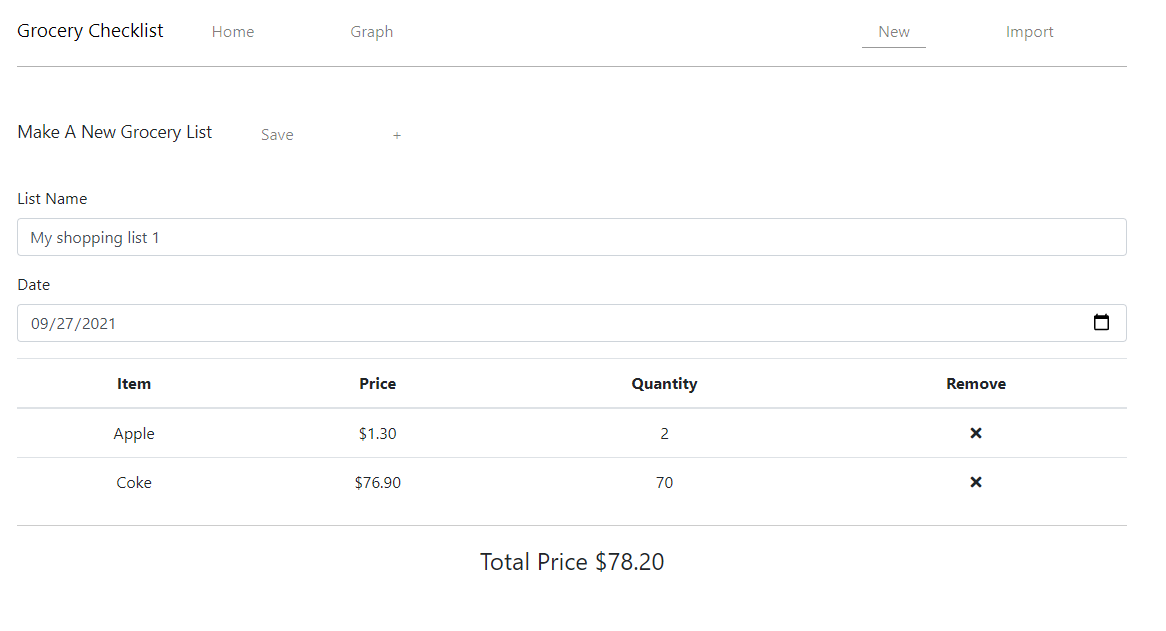 Grocery Checklist Home Graph New Import
Make A New Grocery List Save +
List Name
My shopping list 1
Date
09/27/2021
Item Price Quantity Remove
Apple $1.30 2 ×
Coke $76.90 70 ×
Total Price $78.20